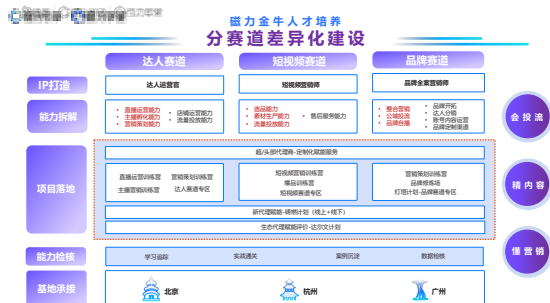 磁力金牛人才培养
分赛道差异化建设
达人赛道
短视频赛道
品牌赛道
IP打造
达人运营官
短视频营销师
品牌全案营销师
能力拆解
直播运营能力
主播孵化能力
营销策划能力
店铺运营能力
流量投放能力
选品能力
素材生产能力
流量投放能力
售后服务能力
整合营销
公域投流
品牌自播
品牌开拓
达人分销
账号内容运营
品牌定制渠道
会投流
项目落地
超/头部代理商-定制化赋能服务
直播运营训练营
营销策划训练营
主播营销训练营
达人赛道专区
短视频营销训练营
爆品训练营
短视频赛道专区
营销策划训练营
品牌修炼场
灯塔计划-品牌赛道专区
精内容
新代理赋能-锵燃计划（线上+线下）
生态代理赋能评价-达尔文计划
懂营销
能力检核
学习追踪
实战通关
案例沉淀
数据检核
基地承接
北京
杭州
广州